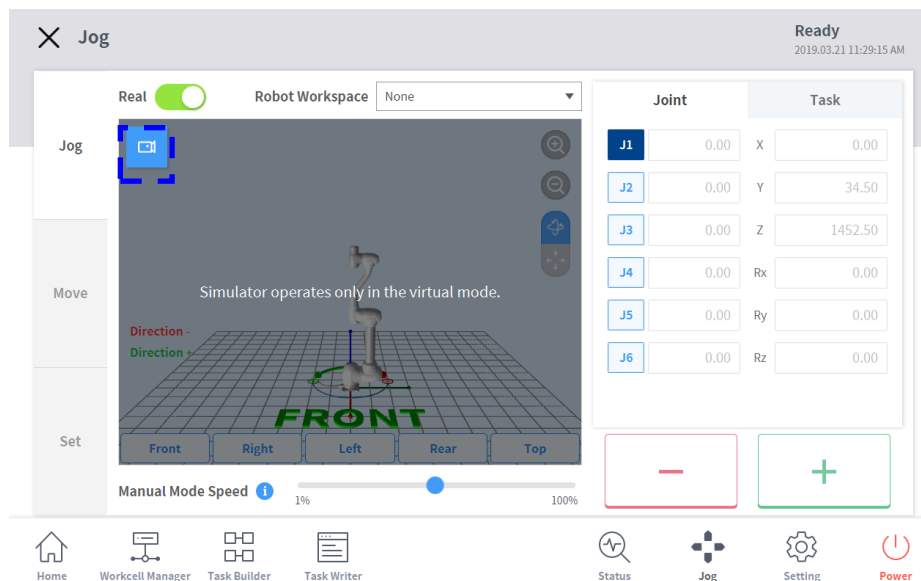 Jog
Ready
2019.03.21 11:29:15 AM
Jog
Move
Set
Real
Robot Workspace
None
Simulator operates only in the virtual mode.
Direction -
Direction +
FRONT
Front
Right
Left
Rear
Top
Manual Mode Speed
i
1%
100%
Joint
Task
J1 0.00 X 0.00
J2 0.00 Y 34.50
J3 0.00 Z 1452.50
J4 0.00 Rx 0.00
J5 0.00 Ry 0.00
J6 0.00 Rz 0.00
Home
Workcell Manager
Task Builder
Task Writer
Status
Jog
Setting
Power